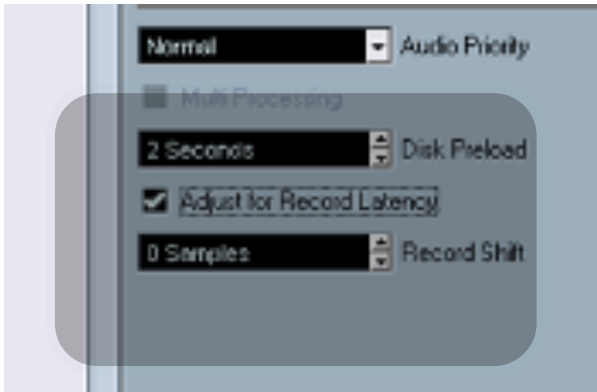 Normal Audio Priority
Multi Processing
2 Seconds Disk Preload
Adjust for Record Latency
0 Samples Record Shift